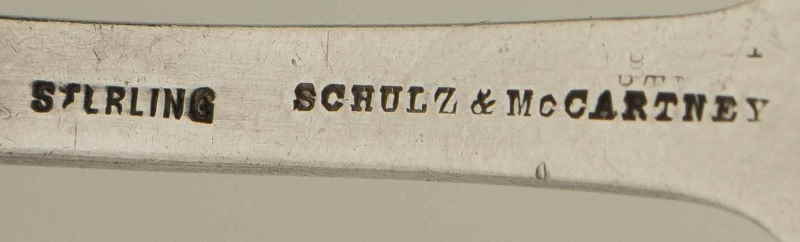 STERLING SCHULZ & McCARTNEY